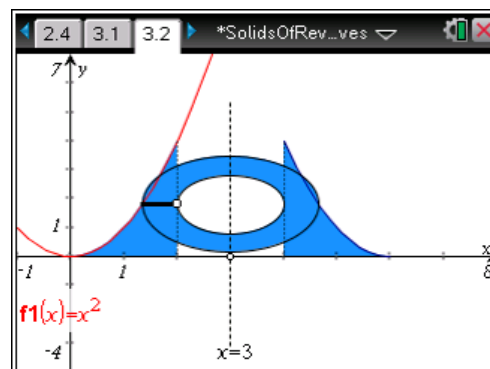 2.4 3.1 3.2 *SolidsOfRev...ves
7 y
1
x
-1 1 8
f1(x)=x²
-4
x=3